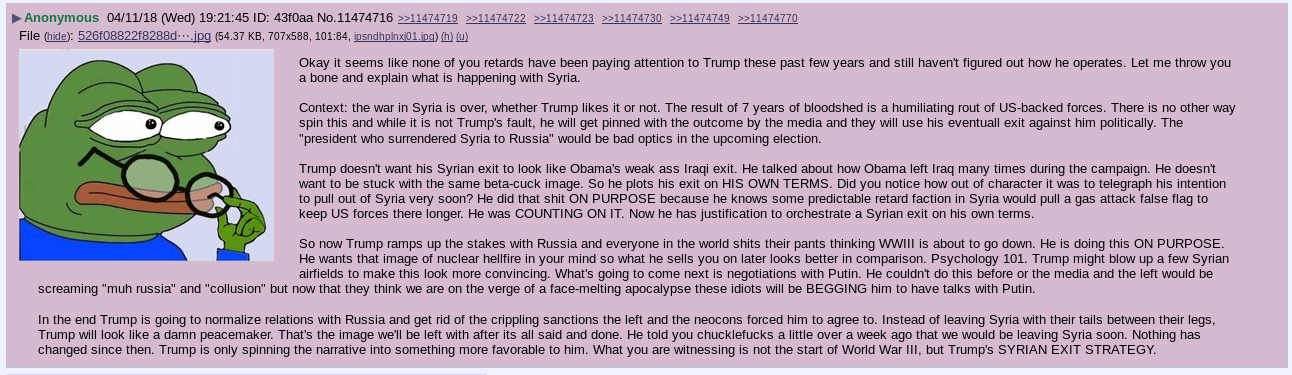 ▶ Anonymous 04/11/18 (Wed) 19:21:45 ID: 43f0aa No.11474716 >>11474719 >>11474722 >>11474723 >>11474730 >>11474749 >>11474770
File (hide): 526f08822f8288d⋯.jpg (54.37 KB, 707x588, 101:84, ipsndhplnxj01.jpg) (h) (u)
Okay it seems like none of you retards have been paying attention to Trump these past few years and still haven't figured out how he operates. Let me throw you
a bone and explain what is happening with Syria.
Context: the war in Syria is over, whether Trump likes it or not. The result of 7 years of bloodshed is a humiliating rout of US-backed forces. There is no other way
spin this and while it is not Trump's fault, he will get pinned with the outcome by the media and they will use his eventuall exit against him politically. The
"president who surrendered Syria to Russia" would be bad optics in the upcoming election.
Trump doesn't want his Syrian exit to look like Obama's weak ass Iraqi exit. He talked about how Obama left Iraq many times during the campaign. He doesn't
want to be stuck with the same beta-cuck image. So he plots his exit on HIS OWN TERMS. Did you notice how out of character it was to telegraph his intention
to pull out of Syria very soon? He did that shit ON PURPOSE because he knows some predictable retard faction in Syria would pull a gas attack false flag to
keep US forces there longer. He was COUNTING ON IT. Now he has justification to orchestrate a Syrian exit on his own terms.
So now Trump ramps up the stakes with Russia and everyone in the world shits their pants thinking WWIII is about to go down. He is doing this ON PURPOSE.
He wants that image of nuclear hellfire in your mind so what he sells you on later looks better in comparison. Psychology 101. Trump might blow up a few Syrian
airfields to make this look more convincing. What's going to come next is negotiations with Putin. He couldn't do this before or the media and the left would be
screaming "muh russia" and "collusion" but now that they think we are on the verge of a face-melting apocalypse these idiots will be BEGGING him to have talks with Putin.
In the end Trump is going to normalize relations with Russia and get rid of the crippling sanctions the left and the neocons forced him to agree to. Instead of leaving Syria with their tails between their legs,
Trump will look like a damn peacemaker. That's the image we'll be left with after its all said and done. He told you chucklefucks a little over a week ago that we would be leaving Syria soon. Nothing has
changed since then. Trump is only spinning the narrative into something more favorable to him. What you are witnessing is not the start of World War III, but Trump's SYRIAN EXIT STRATEGY.